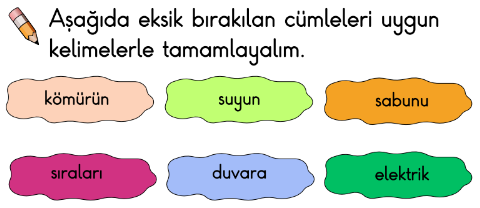 Aşağıda eksik bırakılan cümleleri uygun
kelimelerle tamamlayalım.
kömürün suyun sabunu
sıraları duvara elektrik